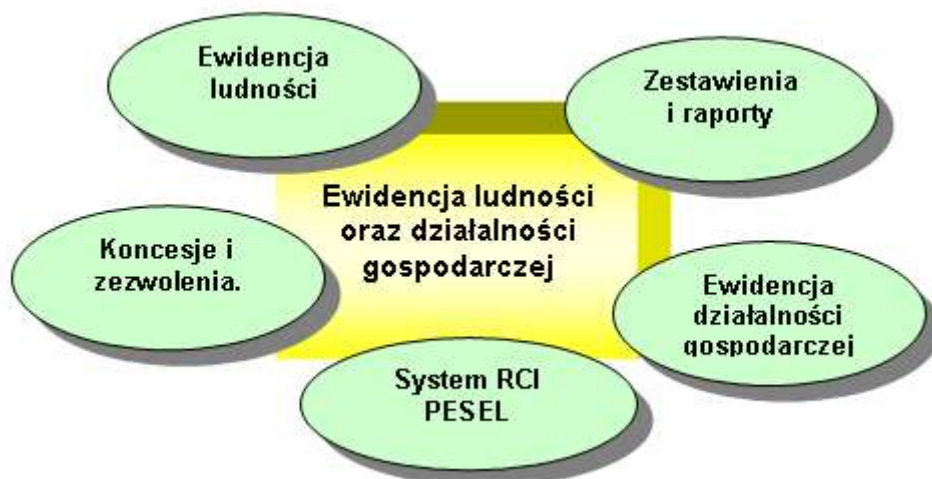 Ewidencja
ludności
Zestawienia
i raporty
Ewidencja ludności
oraz działalności
gospodarczej
Koncesje i
zezwolenia.
Ewidencja
działalności
gospodarczej
System RCI
PESEL